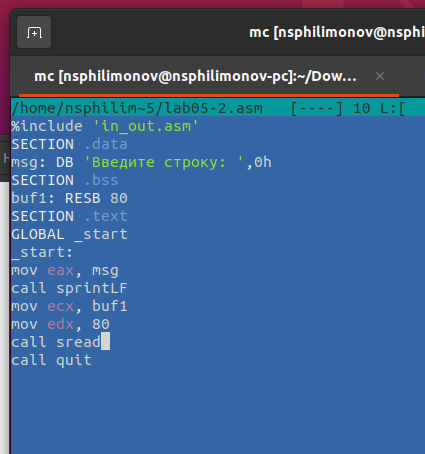 mc [nsphilimonov@nsphi
mc [nsphilimonov@nsphilimonov-pc]:~/Dow... ×
/home/nsphilim~5/lab05-2.asm [----] 10 L:[
%include 'in_out.asm'
SECTION .data
msg: DB 'Введите строку: ',0h
SECTION .bss
buf1: RESB 80
SECTION .text
GLOBAL _start
_start:
mov eax, msg
call sprintLF
mov ecx, buf1
mov edx, 80
call sread
call quit